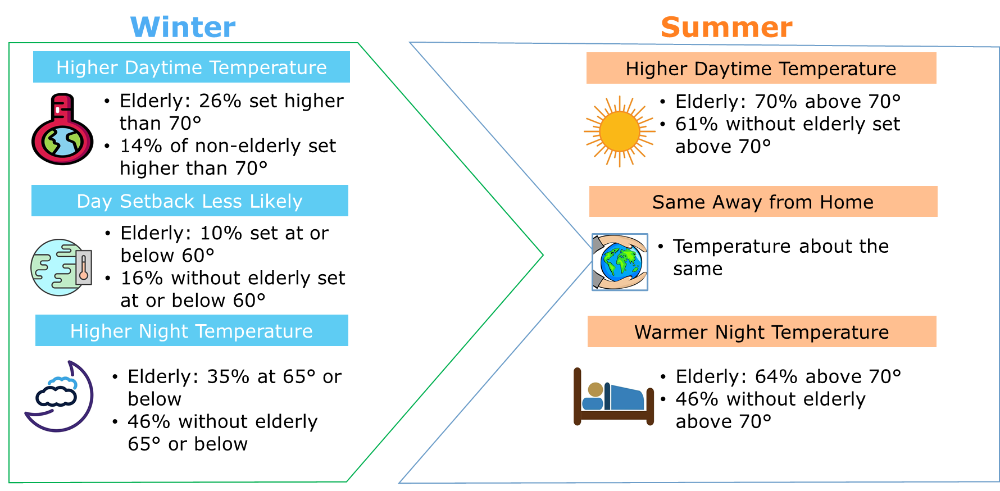 Winter
Higher Daytime Temperature
• Elderly: 26% set higher
than 70°
• 14% of non-elderly set
higher than 70°
Day Setback Less Likely
• Elderly: 10% set at or
below 60°
• 16% without elderly set
at or below 60°
Higher Night Temperature
• Elderly: 35% at 65° or
below
• 46% without elderly
65° or below
Summer
Higher Daytime Temperature
• Elderly: 70% above 70°
• 61% without elderly set
above 70°
Same Away from Home
• Temperature about the
same
Warmer Night Temperature
• Elderly: 64% above 70°
• 46% without elderly
above 70°